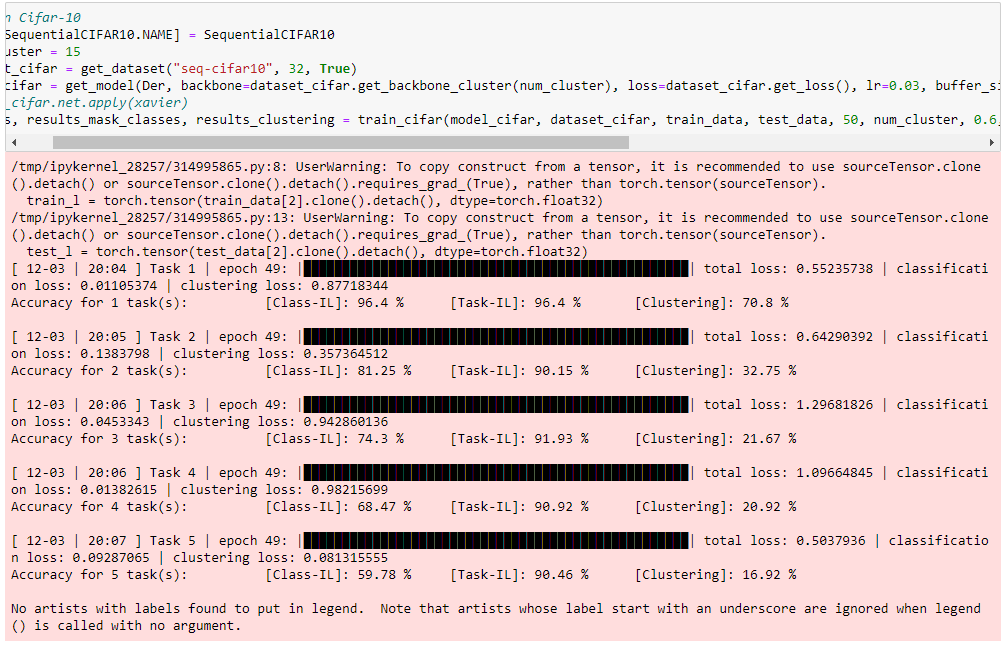 n Cifar-10
SequentialCIFAR10.NAME] = SequentialCIFAR10
uster = 15
t_cifar = get_dataset("seq-cifar10", 32, True)
cifar = get_model(Der, backbone=dataset_cifar.get_backbone_cluster(num_cluster), loss=dataset_cifar.get_loss(), lr=0.03, buffer_si
_cifar.net.apply(xavier)
s, results_mask_classes, results_clustering = train_cifar(model_cifar, dataset_cifar, train_data, test_data, 50, num_cluster, 0.6,
/tmp/ipykernel_28257/314995865.py:8: UserWarning: To copy construct from a tensor, it is recommended to use sourceTensor.clone
().detach() or sourceTensor.clone().detach().requires_grad_(True), rather than torch.tensor(sourceTensor).
train_l = torch.tensor(train_data[2].clone().detach(), dtype=torch.float32)
/tmp/ipykernel_28257/314995865.py:13: UserWarning: To copy construct from a tensor, it is recommended to use sourceTensor.clone
().detach() or sourceTensor.clone().detach().requires_grad_(True), rather than torch.tensor(sourceTensor).
test_l = torch.tensor(test_data[2].clone().detach(), dtype=torch.float32)
[ 12-03 | 20:04 ] Task 1 | epoch 49: | | total loss: 0.55235738 | classificati
on loss: 0.01105374 | clustering loss: 0.87718344
Accuracy for 1 task(s): [Class-IL]: 96.4 % [Task-IL]: 96.4 % [Clustering]: 70.8 %
[ 12-03 | 20:05 ] Task 2 | epoch 49: | | total loss: 0.64290392 | classificati
on loss: 0.1383798 | clustering loss: 0.357364512
Accuracy for 2 task(s): [Class-IL]: 81.25 % [Task-IL]: 90.15 % [Clustering]: 32.75 %
[ 12-03 | 20:06 ] Task 3 | epoch 49: | | total loss: 1.29681826 | classificati
on loss: 0.0453343 | clustering loss: 0.942860136
Accuracy for 3 task(s): [Class-IL]: 74.3 % [Task-IL]: 91.93 % [Clustering]: 21.67 %
[ 12-03 | 20:06 ] Task 4 | epoch 49: | | total loss: 1.09664845 | classificati
on loss: 0.01382615 | clustering loss: 0.98215699
Accuracy for 4 task(s): [Class-IL]: 68.47 % [Task-IL]: 90.92 % [Clustering]: 20.92 %
[ 12-03 | 20:07 ] Task 5 | epoch 49: | | total loss: 0.5037936 | classificatio
n loss: 0.09287065 | clustering loss: 0.081315555
Accuracy for 5 task(s): [Class-IL]: 59.78 % [Task-IL]: 90.46 % [Clustering]: 16.92 %
No artists with labels found to put in legend.  Note that artists whose label start with an underscore are ignored when legend
() is called with no argument.